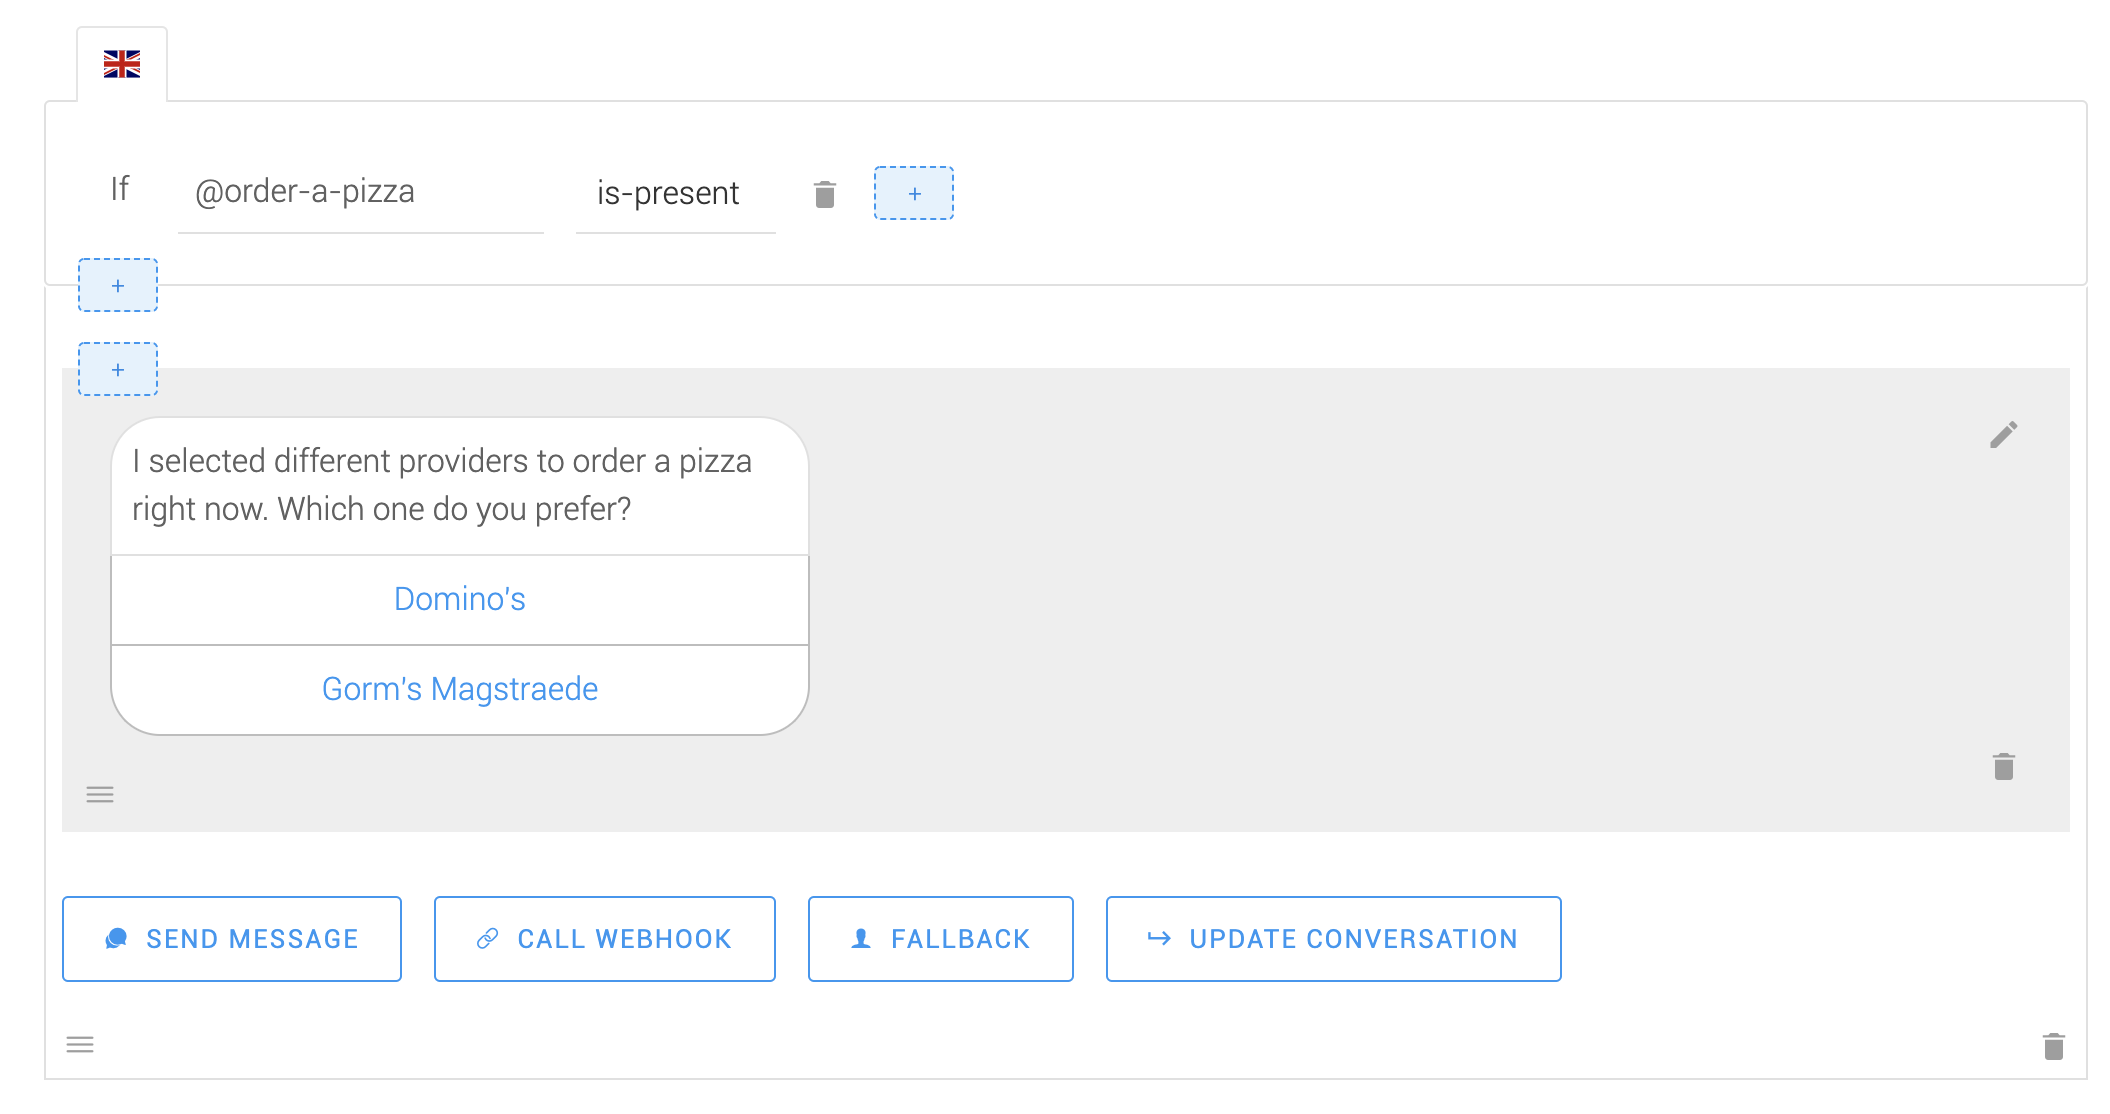 If @order-a-pizza is-present +
+
+
I selected different providers to order a pizza
right now. Which one do you prefer?
Domino's
Gorm's Magstraede
SEND MESSAGE CALL WEBHOOK FALLBACK UPDATE CONVERSATION